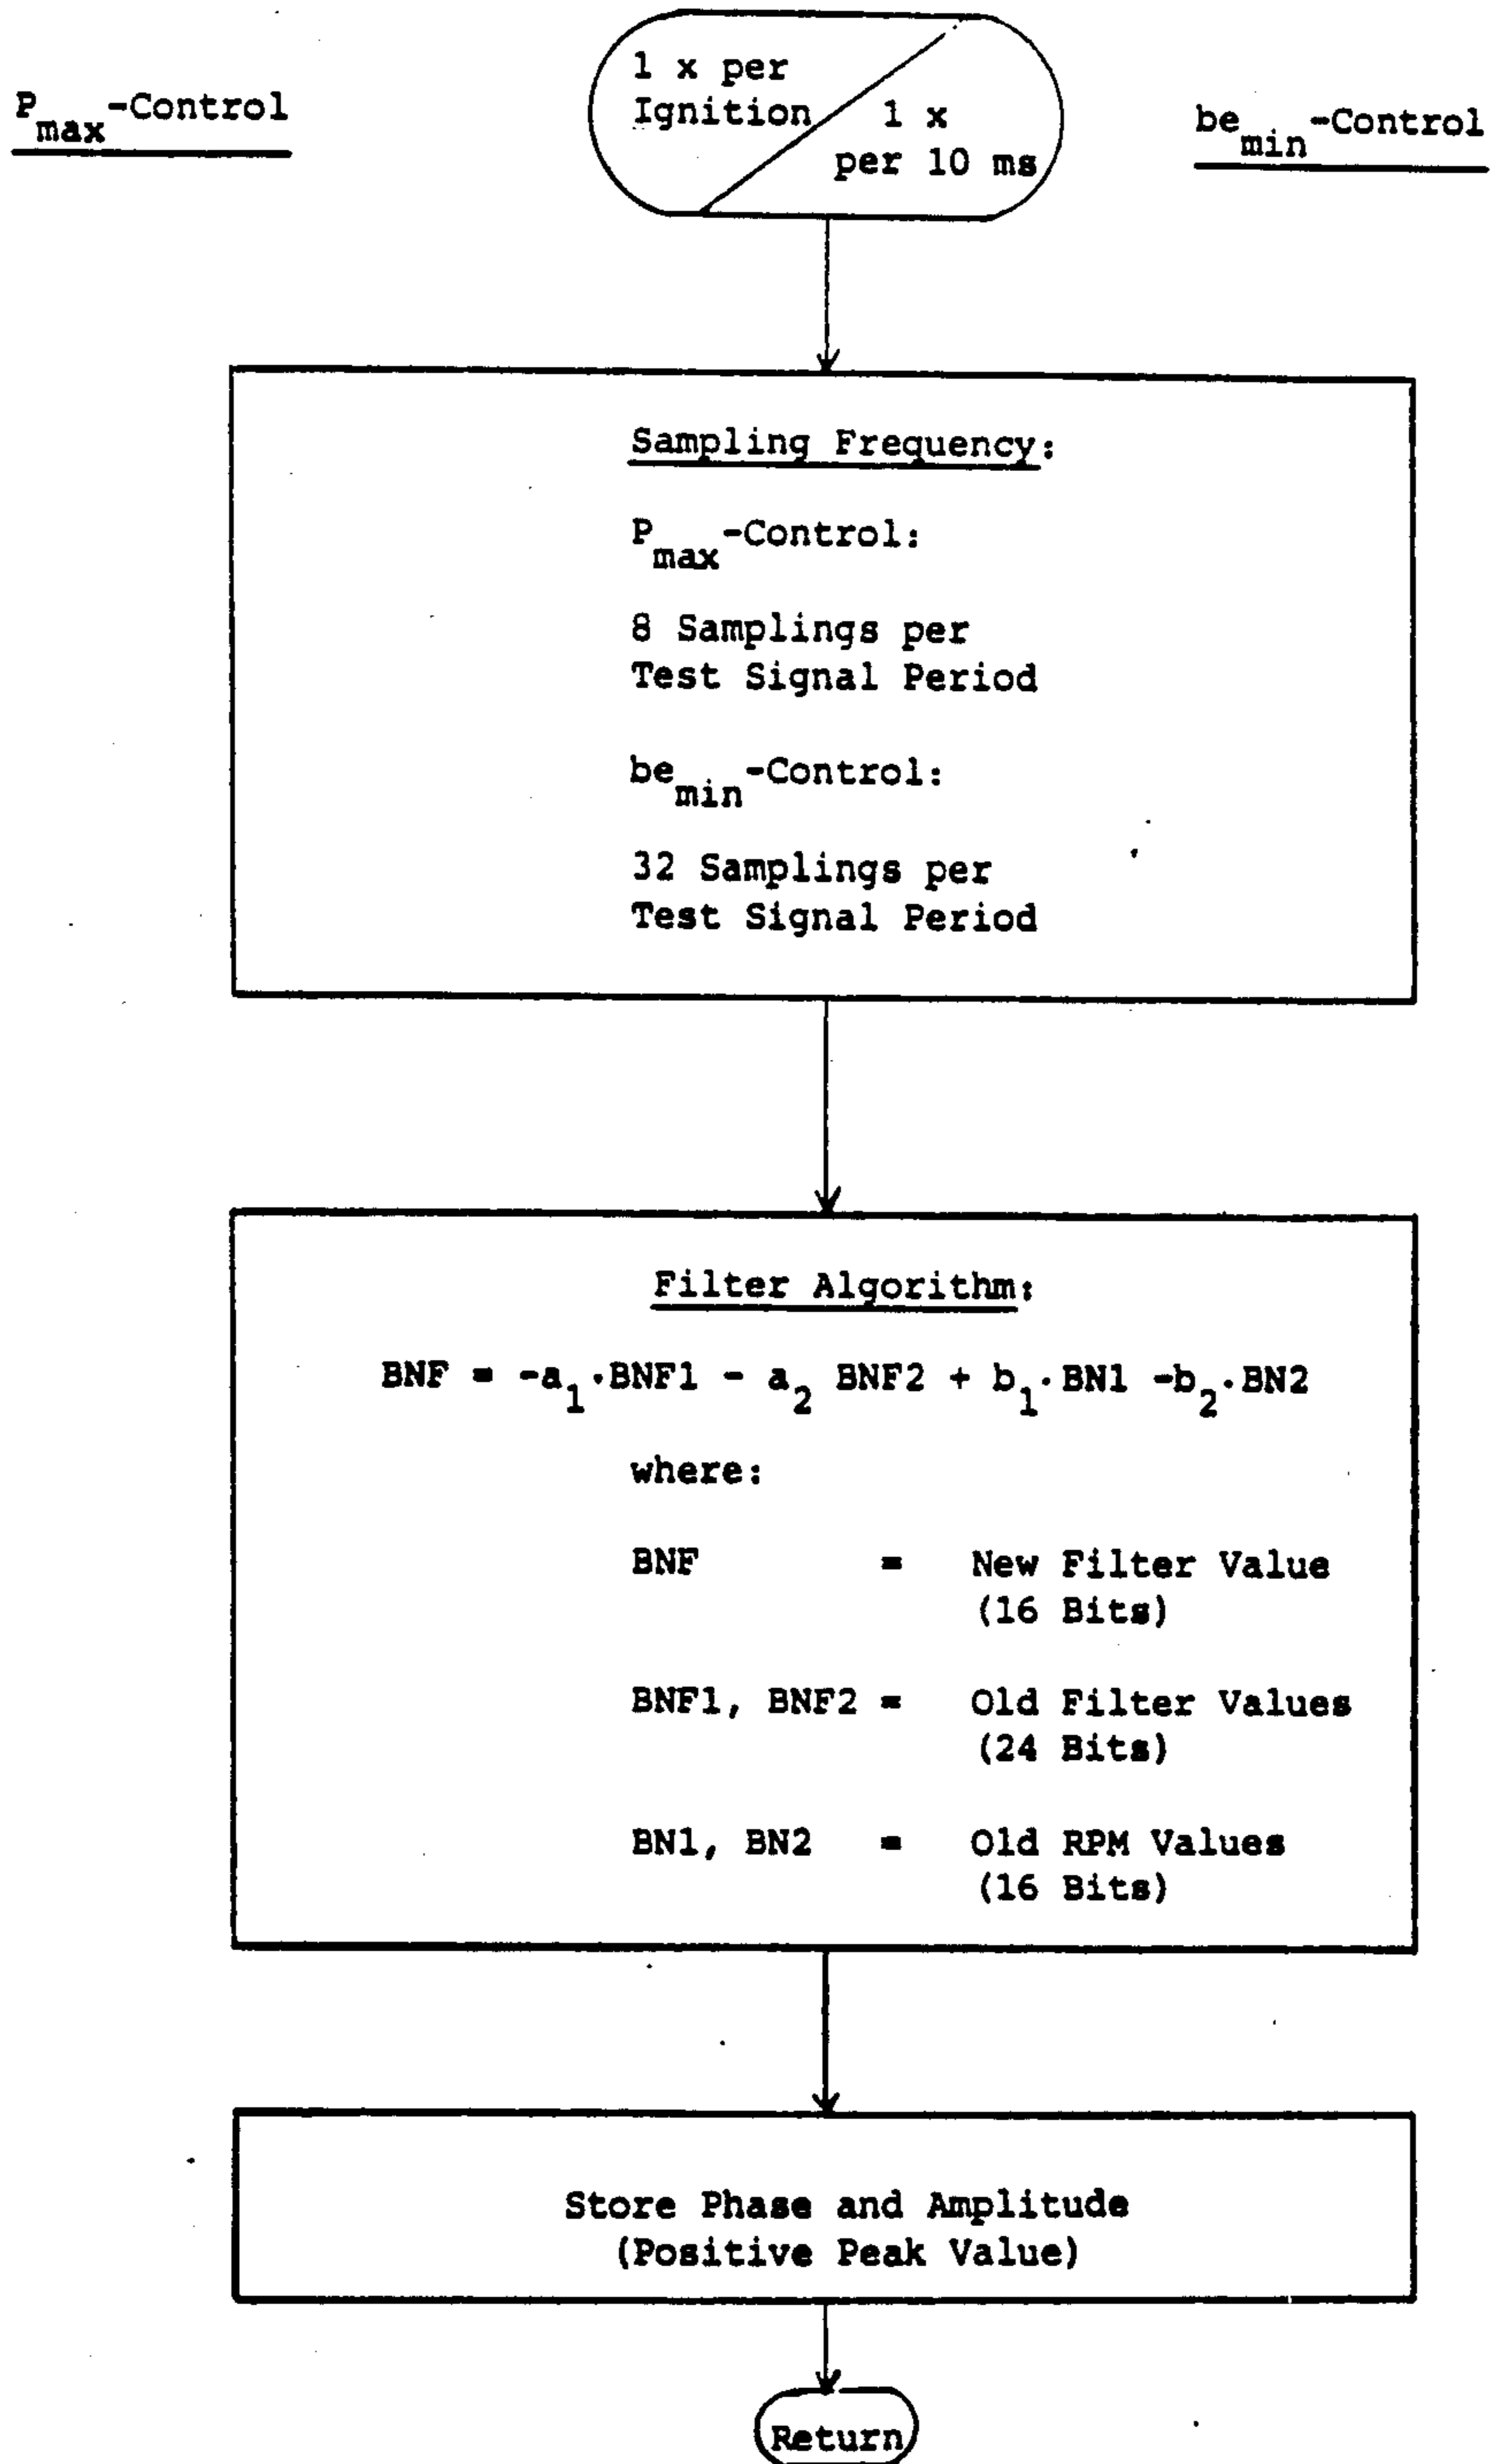 P_max-Control
1 x per
Ignition
1 x
per 10 ms
be_min-Control
Sampling Frequency:
P_max-Control:
8 Samplings per
Test Signal Period
be_min-Control:
32 Samplings per
Test Signal Period
Filter Algorithm:
BNF = -a_1·BNF1 - a_2 BNF2 + b_1·BN1 -b_2·BN2
where:
BNF = New Filter Value
(16 Bits)
BNF1, BNF2 = Old Filter Values
(24 Bits)
BN1, BN2 = Old RPM Values
(16 Bits)
Store Phase and Amplitude
(Positive Peak Value)
Return